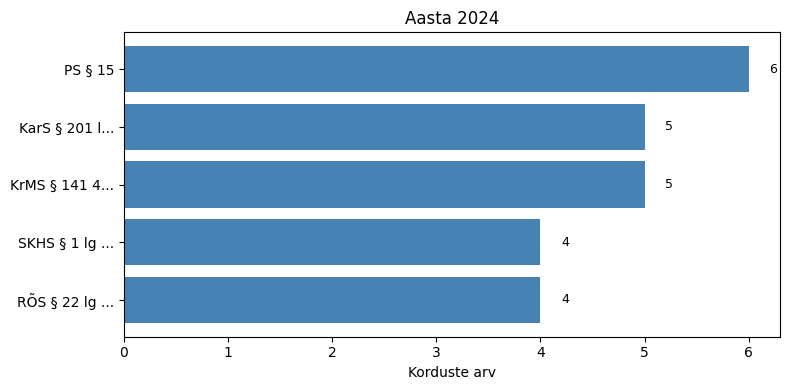 Aasta 2024
PS § 15
6
KarS § 201 l...
5
KrMS § 141 4...
5
SKHS § 1 lg ...
4
RÕS § 22 lg ...
4
0 1 2 3 4 5 6
Korduste arv